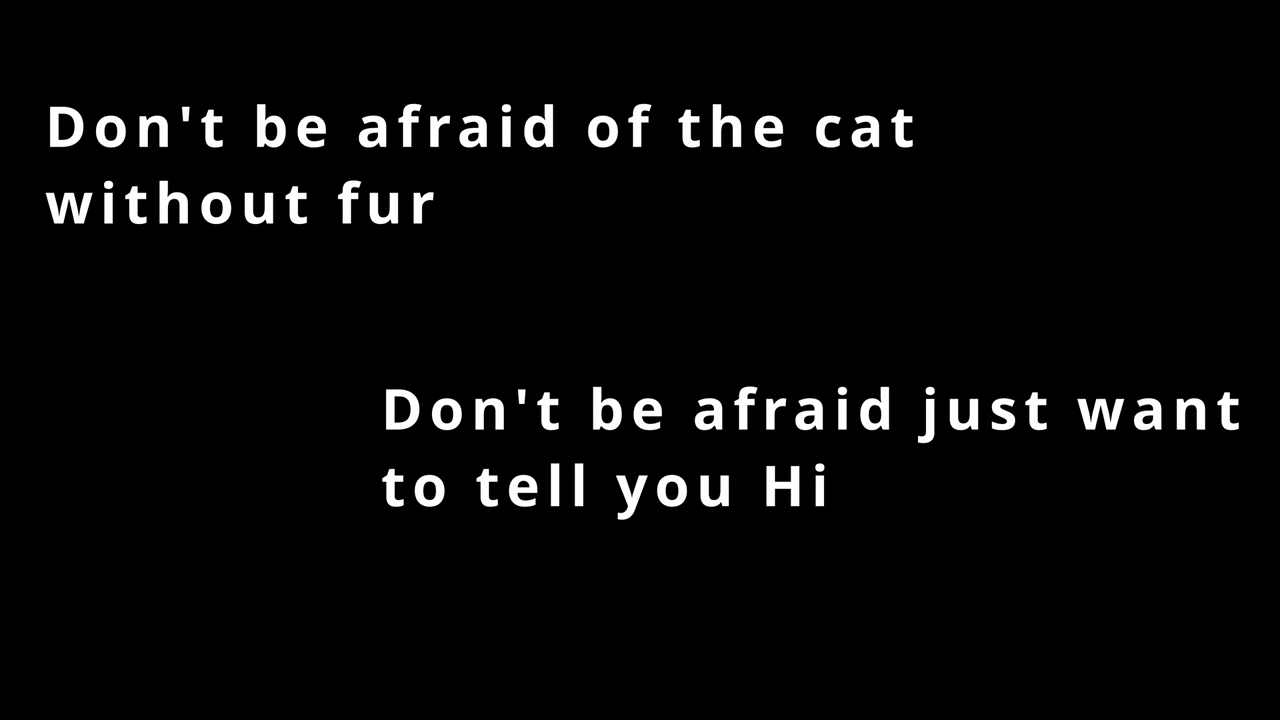 Don't be afraid of the cat
without fur
Don't be afraid just want
to tell you Hi